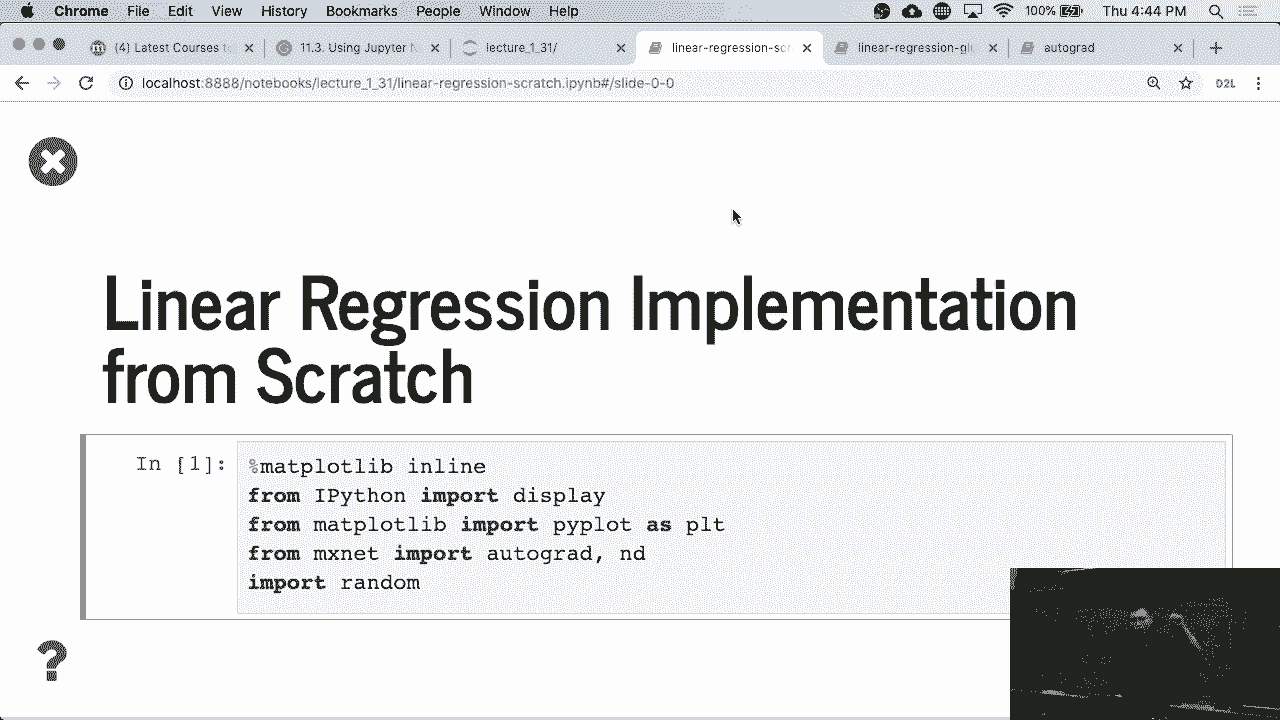 Chrome File Edit View History Bookmarks People Window Help 100% Thu 4:44 PM
(4) Latest Courses to 11.3. Using Jupyter N lecture_1_31/ linear-regression-scr linear-regression-glu autograd
localhost:8888/notebooks/lecture_1_31/linear-regression-scratch.ipynb#/slide-0-0 D2L
Linear Regression Implementation
from Scratch
In [1]: %matplotlib inline
from IPython import display
from matplotlib import pyplot as plt
from mxnet import autograd, nd
import random
?